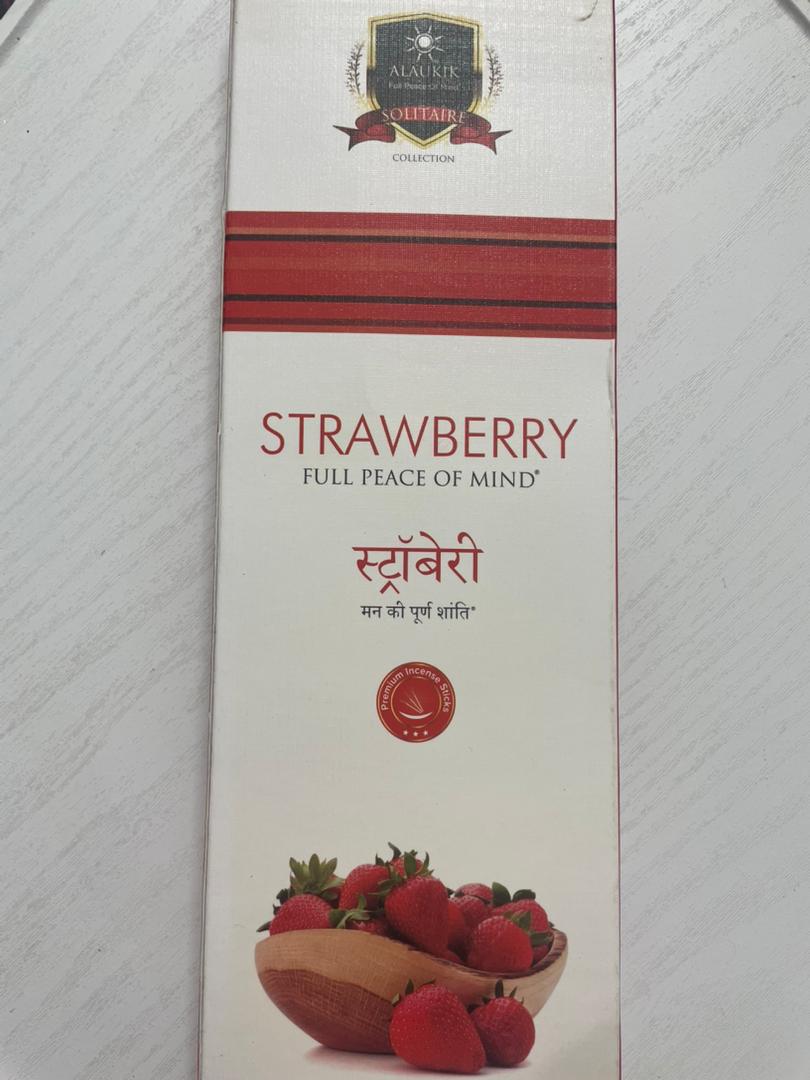 ALAUKIK
Full Peace Of Mind
SOLITAIRE
COLLECTION
STRAWBERRY
FULL PEACE OF MIND®
स्ट्रॉबेरी
मन की पूर्ण शांति®
Premium Incense Sticks